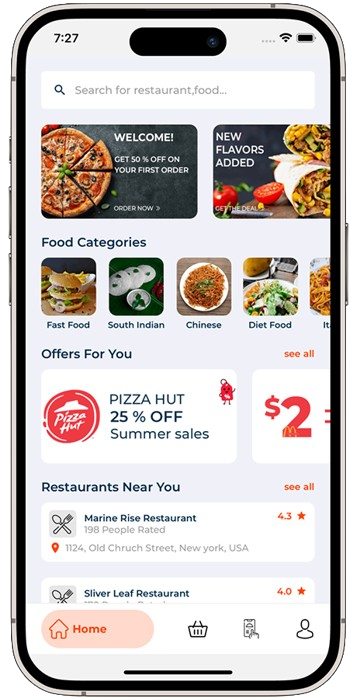 7:27
Search for restaurant,food...
WELCOME!
GET 50 % OFF ON
YOUR FIRST ORDER
ORDER NOW »
NEW
FLAVORS
ADDED
GET THE DEAL
Food Categories
Fast Food
South Indian
Chinese
Diet Food
Ita
Offers For You
see all
Pizza
Hut
PIZZA HUT
25 % OFF
Summer sales
$2
Restaurants Near You
see all
Marine Rise Restaurant
4.3 ★
198 People Rated
1124, Old Chruch Street, New york, USA
Sliver Leaf Restaurant
4.0 ★
People Rated
Home